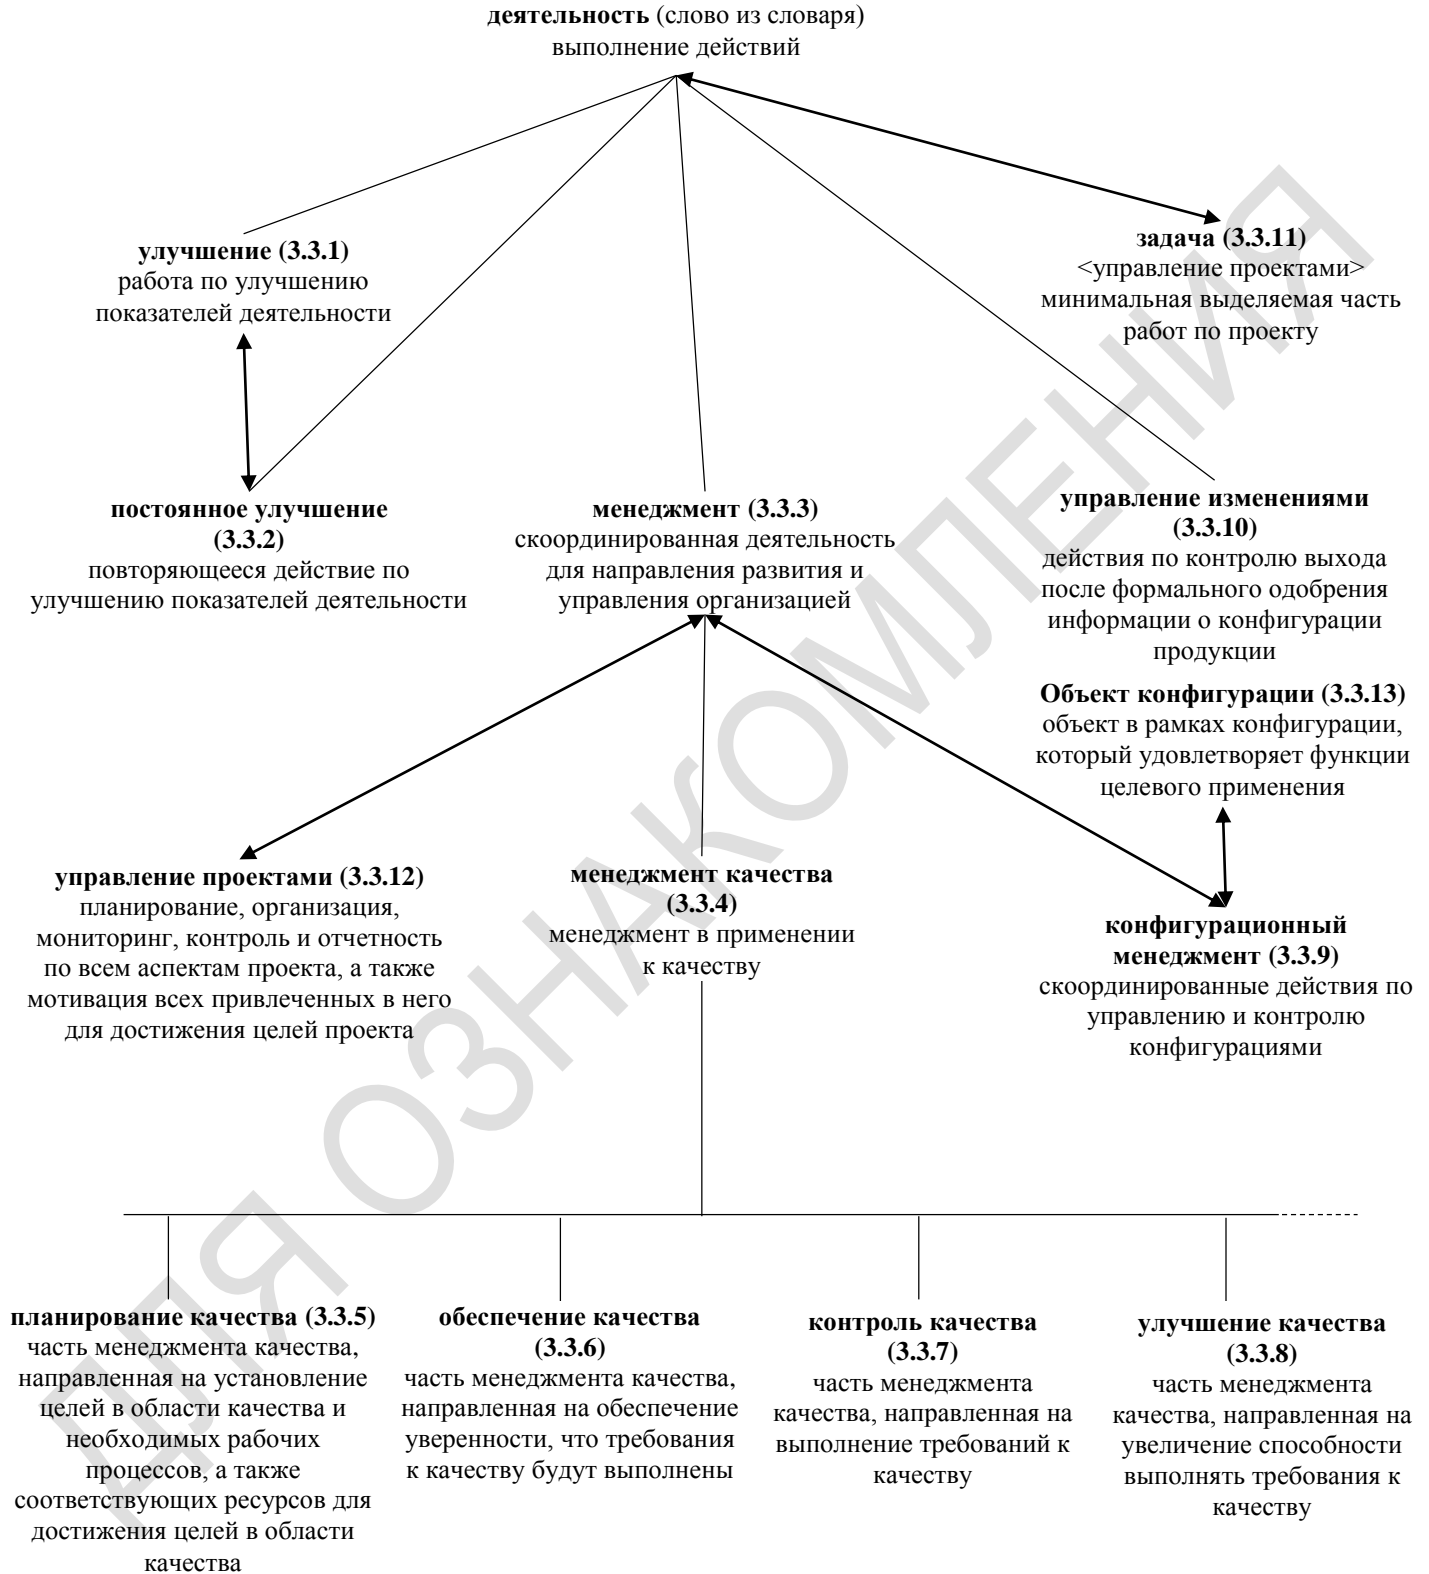 деятельность (слово из словаря)
выполнение действий
улучшение (3.3.1)
работа по улучшению
показателей деятельности
задача (3.3.11)
<управление проектами>
минимальная выделяемая часть
работ по проекту
постоянное улучшение
(3.3.2)
повторяющееся действие по
улучшению показателей деятельности
менеджмент (3.3.3)
скоординированная деятельность
для направления развития и
управления организацией
управление изменениями
(3.3.10)
действия по контролю выхода
после формального одобрения
информации о конфигурации
продукции
Объект конфигурации (3.3.13)
объект в рамках конфигурации,
который удовлетворяет функции
целевого применения
управление проектами (3.3.12)
планирование, организация,
мониторинг, контроль и отчетность
по всем аспектам проекта, а также
мотивация всех привлеченных в него
для достижения целей проекта
менеджмент качества
(3.3.4)
менеджмент в применении
к качеству
конфигурационный
менеджмент (3.3.9)
скоординированные действия по
управлению и контролю
конфигурациями
планирование качества (3.3.5)
часть менеджмента качества,
направленная на установление
целей в области качества и
необходимых рабочих
процессов, а также
соответствующих ресурсов для
достижения целей в области
качества
обеспечение качества
(3.3.6)
часть менеджмента качества,
направленная на обеспечение
уверенности, что требования
к качеству будут выполнены
контроль качества
(3.3.7)
часть менеджмента
качества, направленная на
выполнение требований к
качеству
улучшение качества
(3.3.8)
часть менеджмента
качества, направленная на
увеличение способности
выполнять требования к
качеству
ДЛЯ ОЗНАКОМЛЕНИЯ